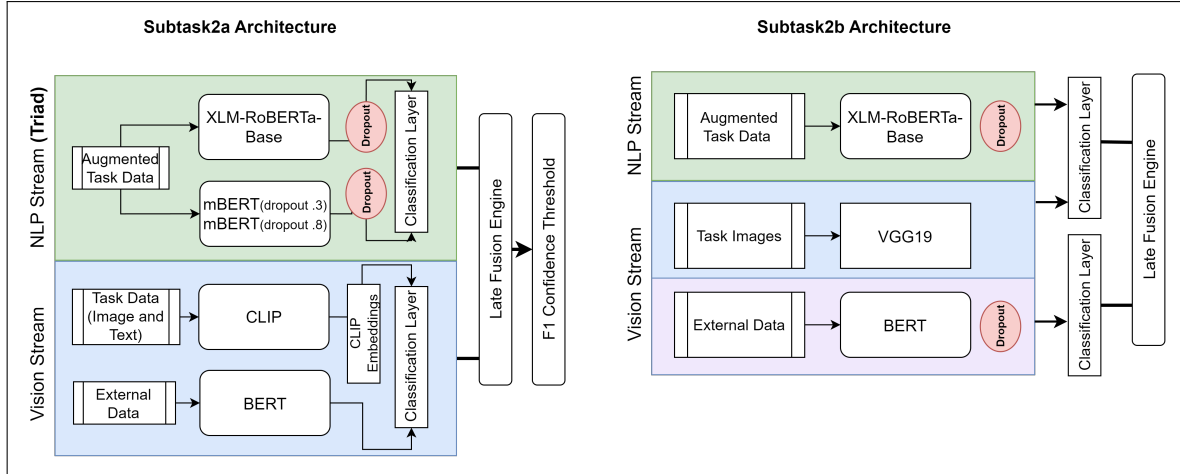 Subtask2a Architecture
NLP Stream (Triad)
Augmented
Task Data
XLM-RoBERTa-
Base
Dropout
mBERT(dropout .3)
mBERT(dropout .8)
Dropout
Classification Layer
Vision Stream
Task Data
(Image and
Text)
CLIP
CLIP
Embeddings
External
Data
BERT
Classification Layer
Late Fusion Engine
F1 Confidence Threshold
Subtask2b Architecture
NLP Stream
Augmented
Task Data
XLM-RoBERTa-
Base
Dropout
Vision Stream
Task Images
VGG19
External Data
BERT
Dropout
Classification Layer
Classification Layer
Late Fusion Engine